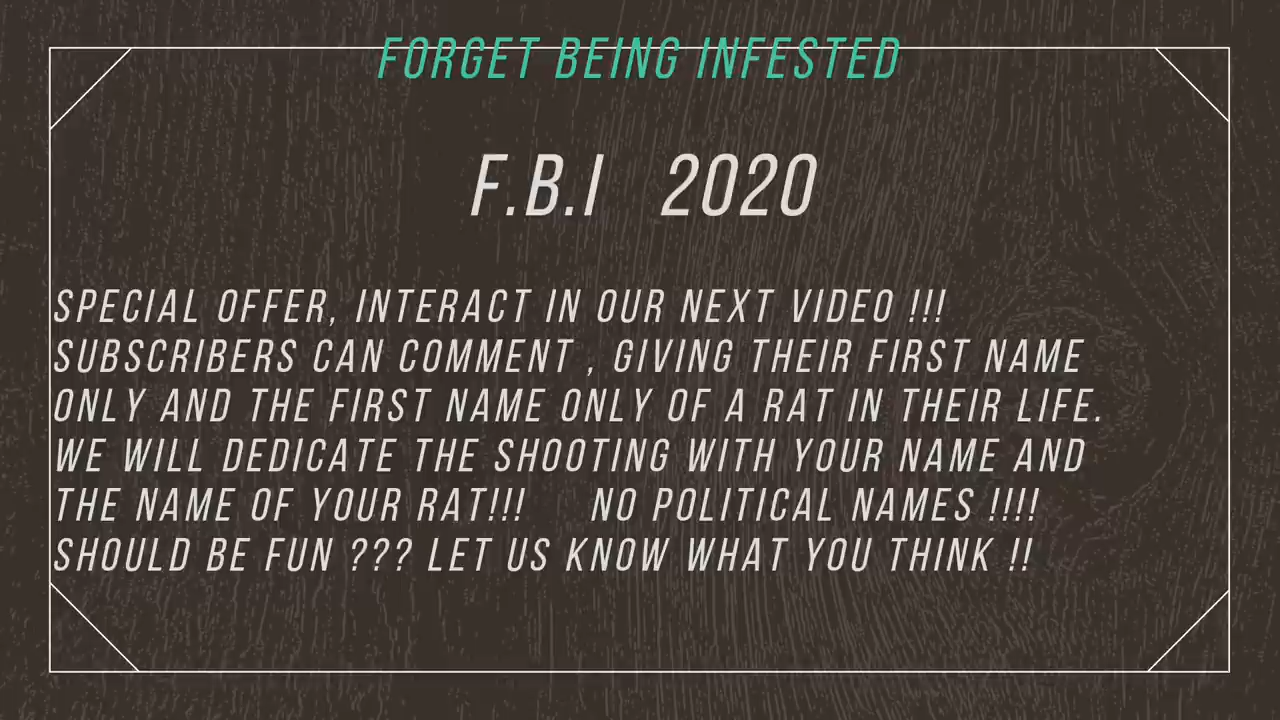 FORGET BEING INFESTED
F.B.I 2020
SPECIAL OFFER, INTERACT IN OUR NEXT VIDEO !!!
SUBSCRIBERS CAN COMMENT , GIVING THEIR FIRST NAME
ONLY AND THE FIRST NAME ONLY OF A RAT IN THEIR LIFE.
WE WILL DEDICATE THE SHOOTING WITH YOUR NAME AND
THE NAME OF YOUR RAT!!! NO POLITICAL NAMES !!!!
SHOULD BE FUN ??? LET US KNOW WHAT YOU THINK !!